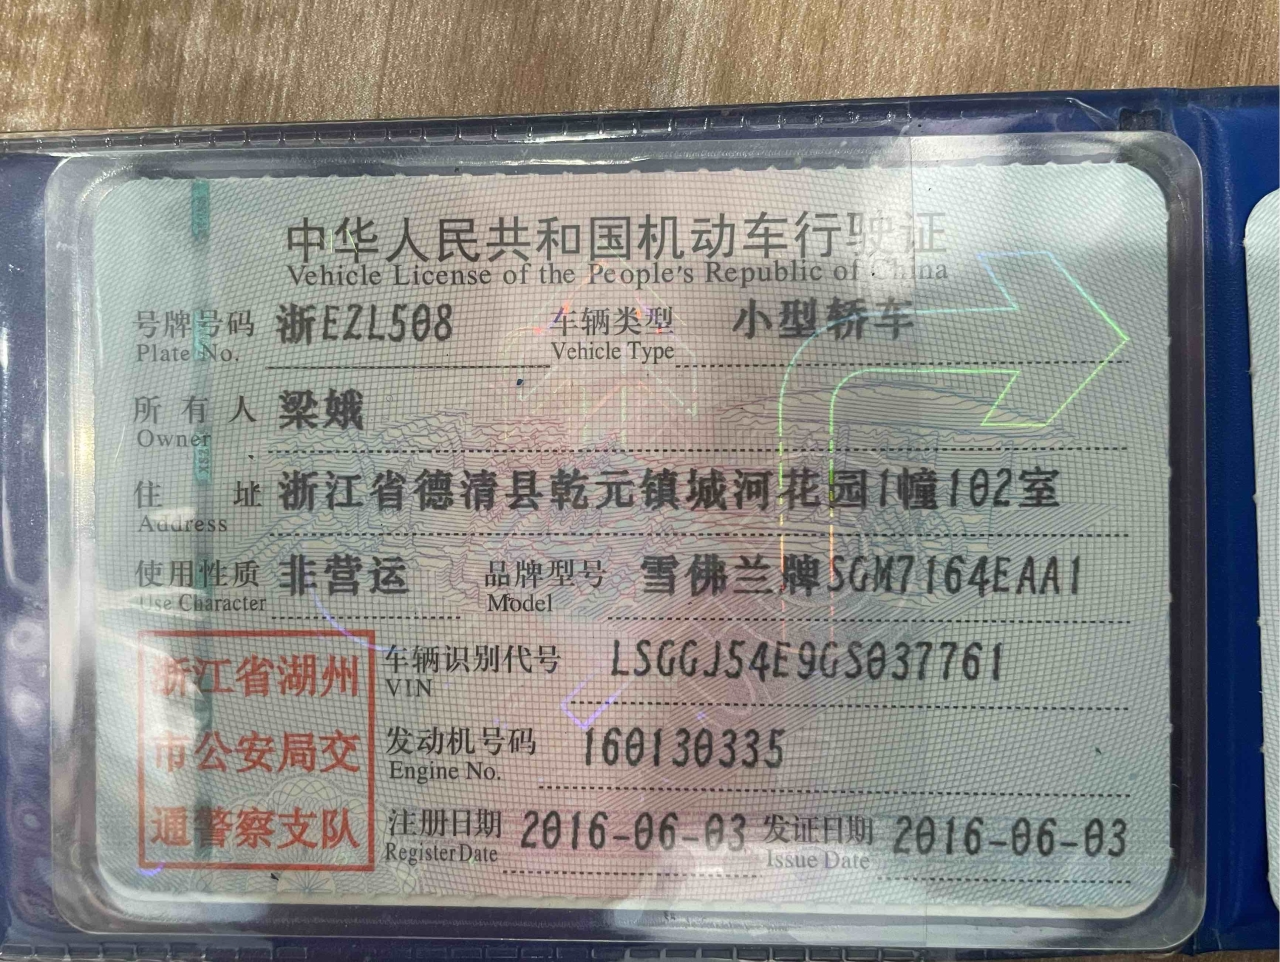 中华人民共和国机动车行驶证
Vehicle License of the People's Republic of China
号牌号码 浙EZL508 车辆类型 小型轿车
Plate No. Vehicle Type
所有人 梁娥
Owner
住址 浙江省德清县乾元镇城河花园1幢102室
Address
使用性质 非营运 品牌型号 雪佛兰牌SGM7164EAA1
Use Character Model
浙江省湖州
市公安局交
通警察支队
车辆识别代号 LSGGJ54E9GS037761
VIN
发动机号码 160130335
Engine No.
注册日期 2016-06-03 发证日期 2016-06-03
Register Date Issue Date